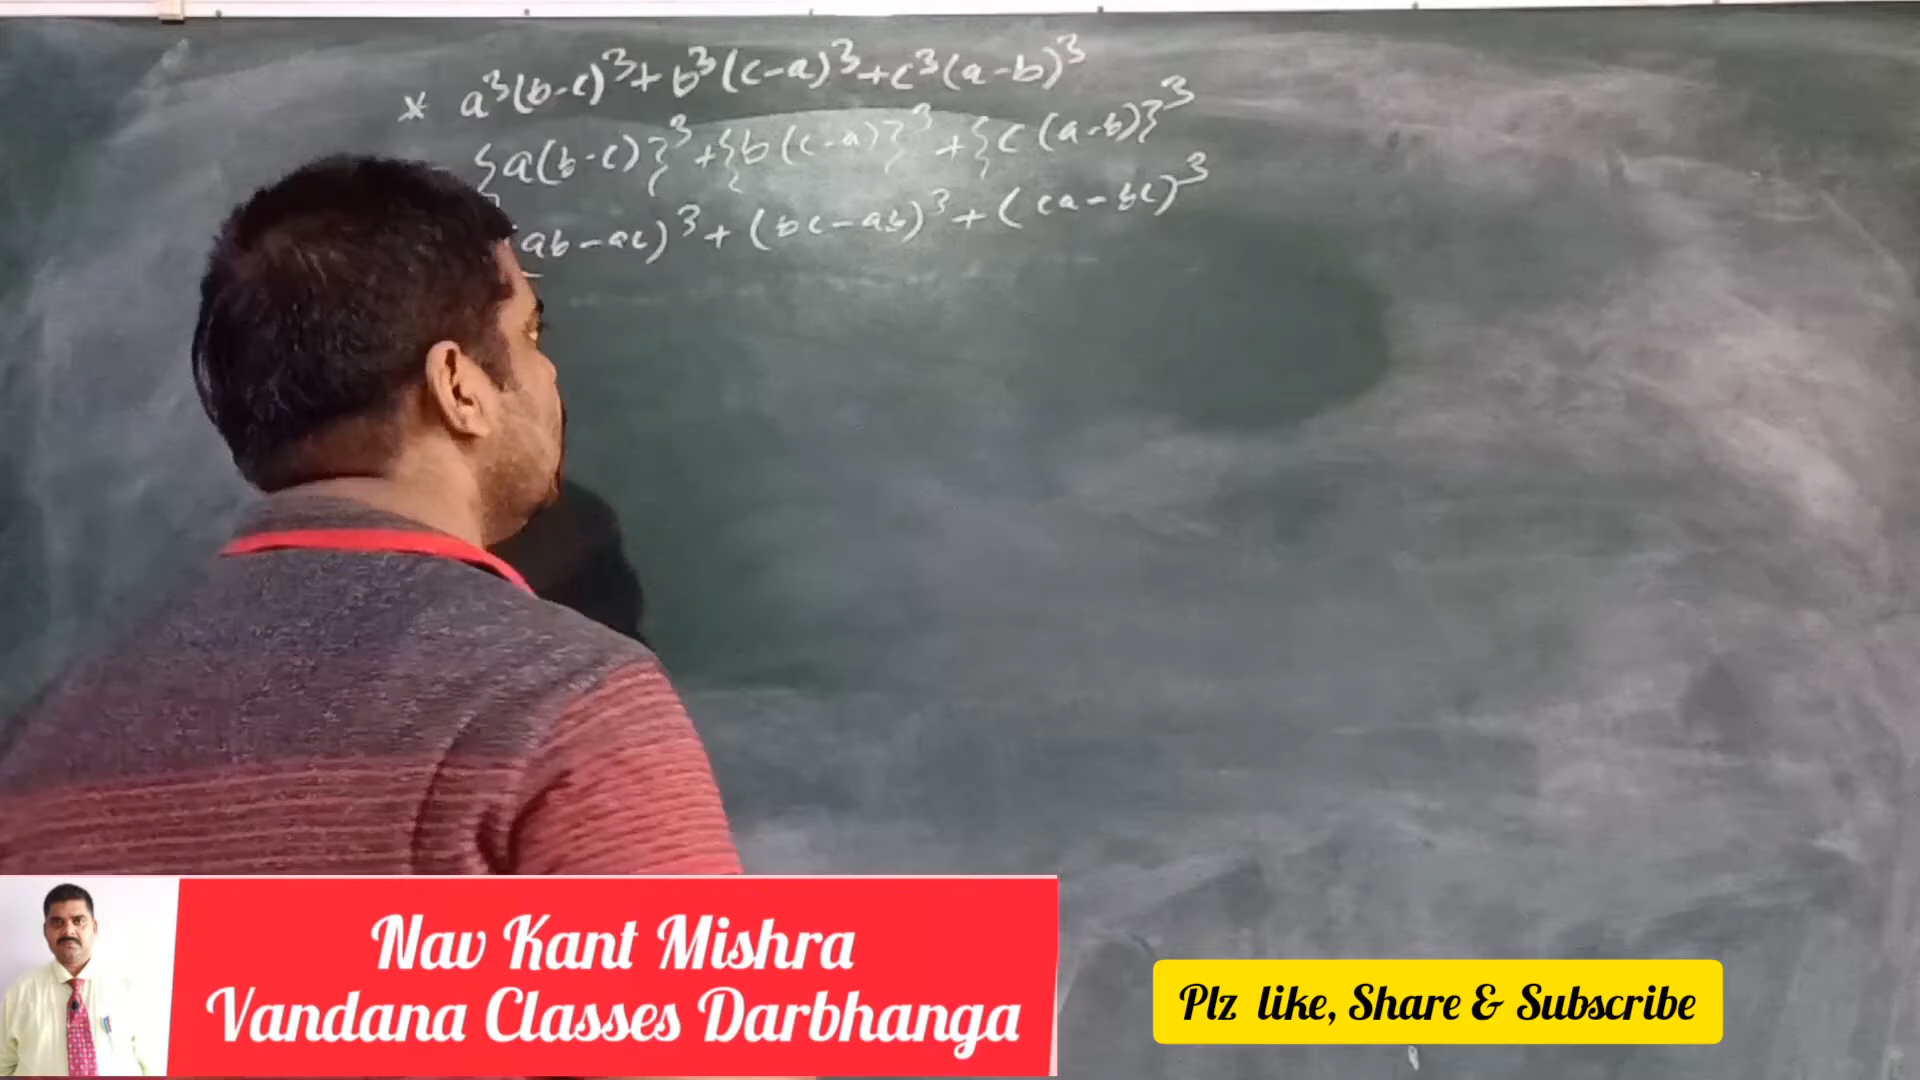 * a³(b-c)³+b³(c-a)³+c³(a-b)³
{a(b-c)}³+{b(c-a)}³+{c(a-b)}³
(ab-ac)³+(bc-ab)³+(ca-bc)³
Nav Kant Mishra
Vandana Classes Darbhanga
Plz like, Share & Subscribe